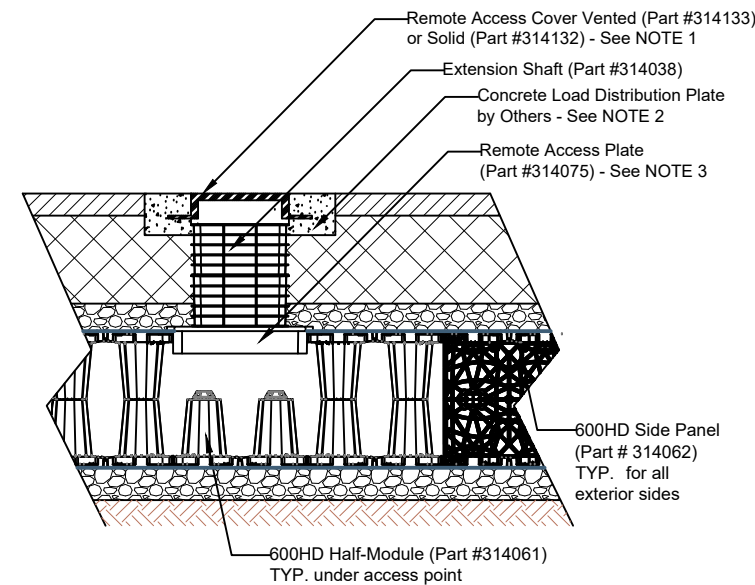 Remote Access Cover Vented (Part #314133)
or Solid (Part #314132) - See NOTE 1
Extension Shaft (Part #314038)
Concrete Load Distribution Plate
by Others - See NOTE 2
Remote Access Plate
(Part #314075) - See NOTE 3
600HD Side Panel
(Part # 314062)
TYP. for all
exterior sides
600HD Half-Module (Part #314061)
TYP. under access point